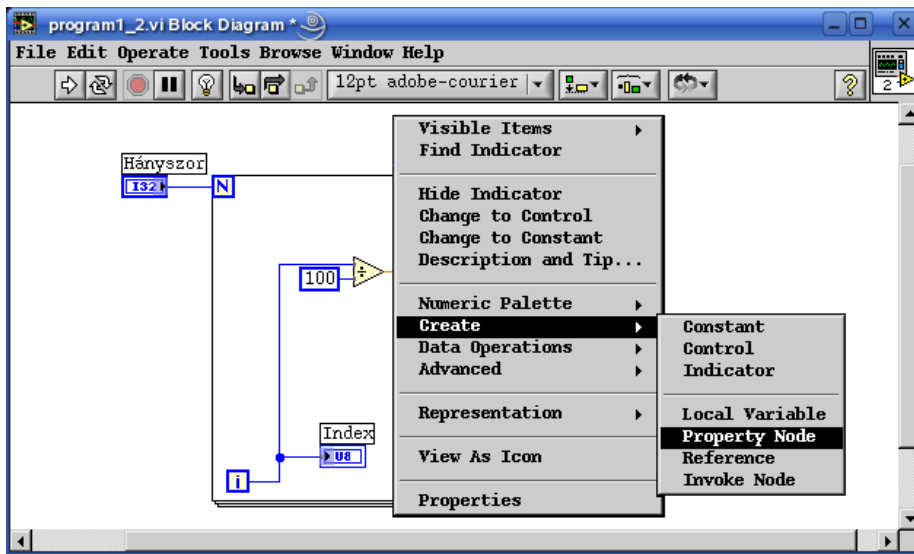 program1_2.vi Block Diagram *
File Edit Operate Tools Browse Window Help
12pt adobe-courier
?
2
Hányszor
I32
N
100
÷
Index
U8
i
Visible Items
Find Indicator
Hide Indicator
Change to Control
Change to Constant
Description and Tip...
Numeric Palette
Create
Data Operations
Advanced
Representation
View As Icon
Properties
Constant
Control
Indicator
Local Variable
Property Node
Reference
Invoke Node